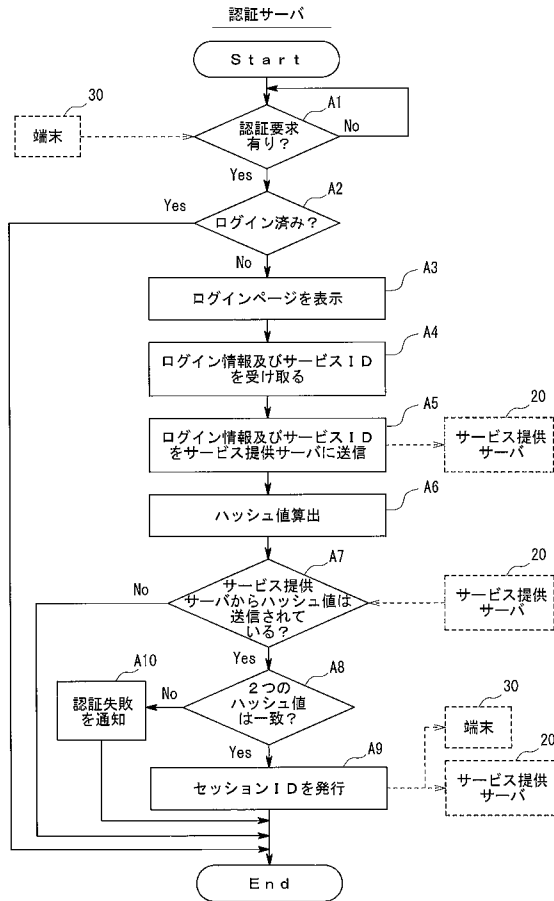 認証サーバ
Start
30
端末
A1
認証要求
有り？
No
Yes
A2
Yes
ログイン済み？
No
A3
ログインページを表示
A4
ログイン情報及びサービスＩＤ
を受け取る
A5
ログイン情報及びサービスＩＤ
をサービス提供サーバに送信
20
サービス提供
サーバ
A6
ハッシュ値算出
A7
No
サービス提供
サーバからハッシュ値は
送信されて
いる？
20
サービス提供
サーバ
Yes
A10
認証失敗
を通知
No
A8
２つの
ハッシュ値
は一致？
30
端末
Yes
A9
セッションＩＤを発行
20
サービス提供
サーバ
End